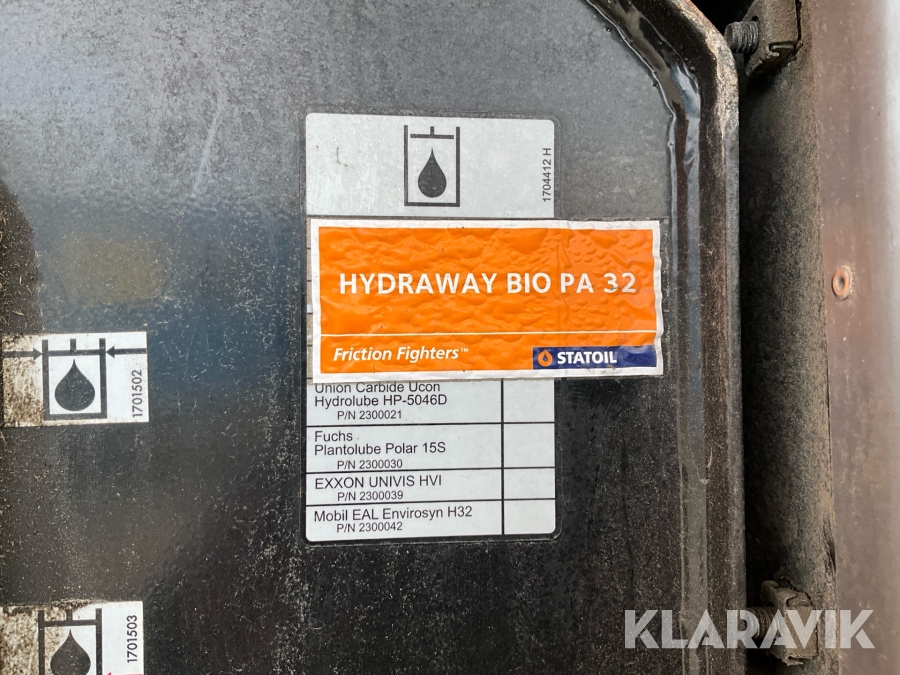 1704412 H
HYDRAWAY BIO PA 32
Friction Fighters™
STATOIL
Union Carbide Ucon
Hydrolube HP-5046D
P/N 2300021
Fuchs
Plantolube Polar 15S
P/N 2300030
EXXON UNIVIS HVI
P/N 2300039
Mobil EAL Envirosyn H32
P/N 2300042
1701502
1701503
KLARAVIK